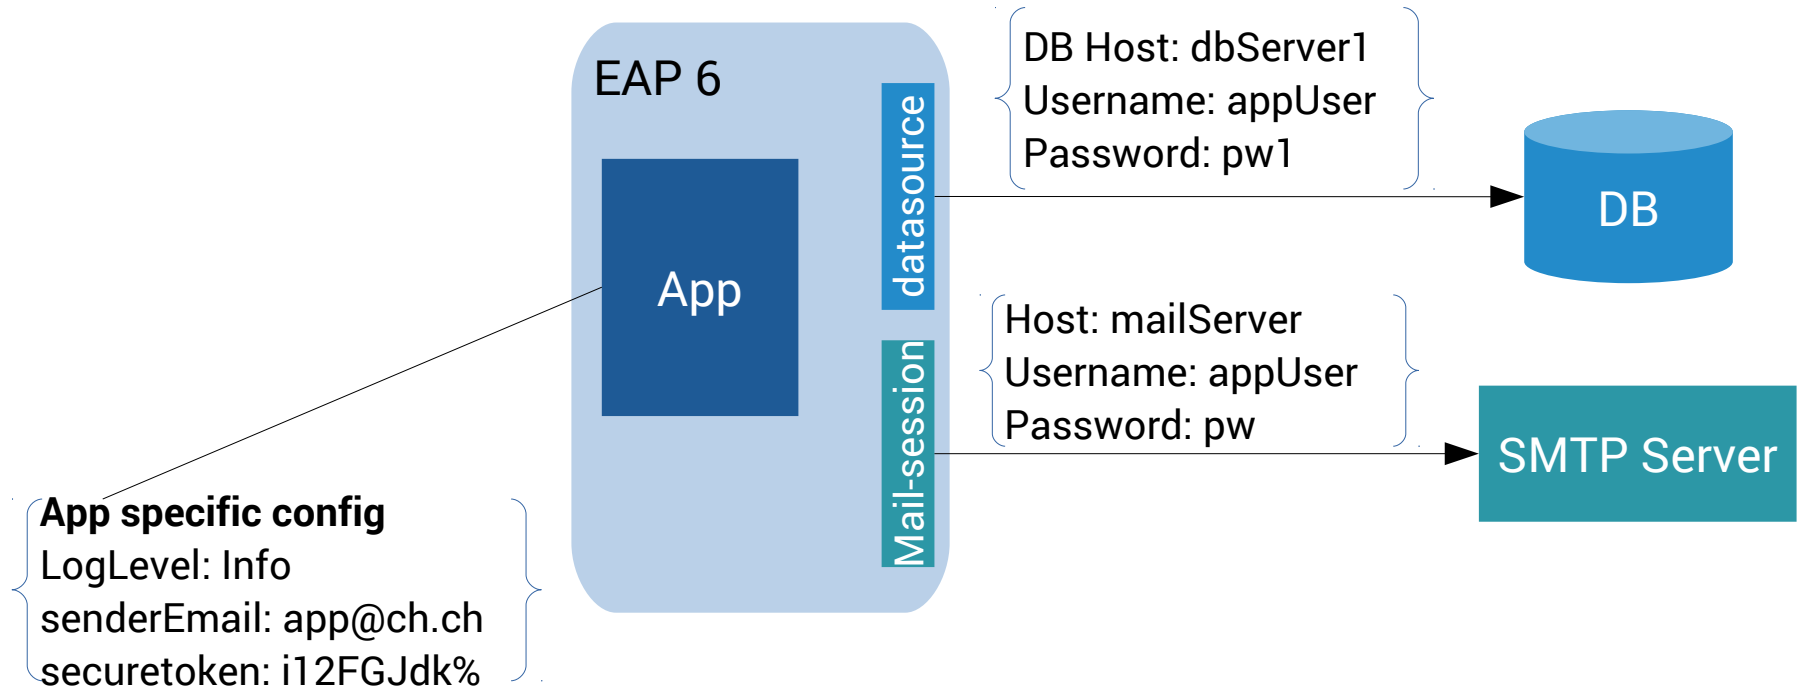 EAP 6
App
datasource
Mail-session
DB Host: dbServer1
Username: appUser
Password: pw1
DB
Host: mailServer
Username: appUser
Password: pw
SMTP Server
App specific config
LogLevel: Info
senderEmail: app@ch.ch
securetoken: i12FGJdk%